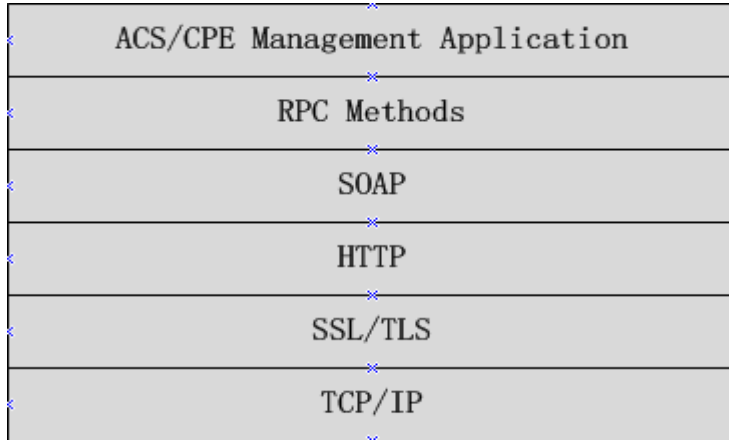 ACS/CPE Management Application
RPC Methods
SOAP
HTTP
SSL/TLS
TCP/IP